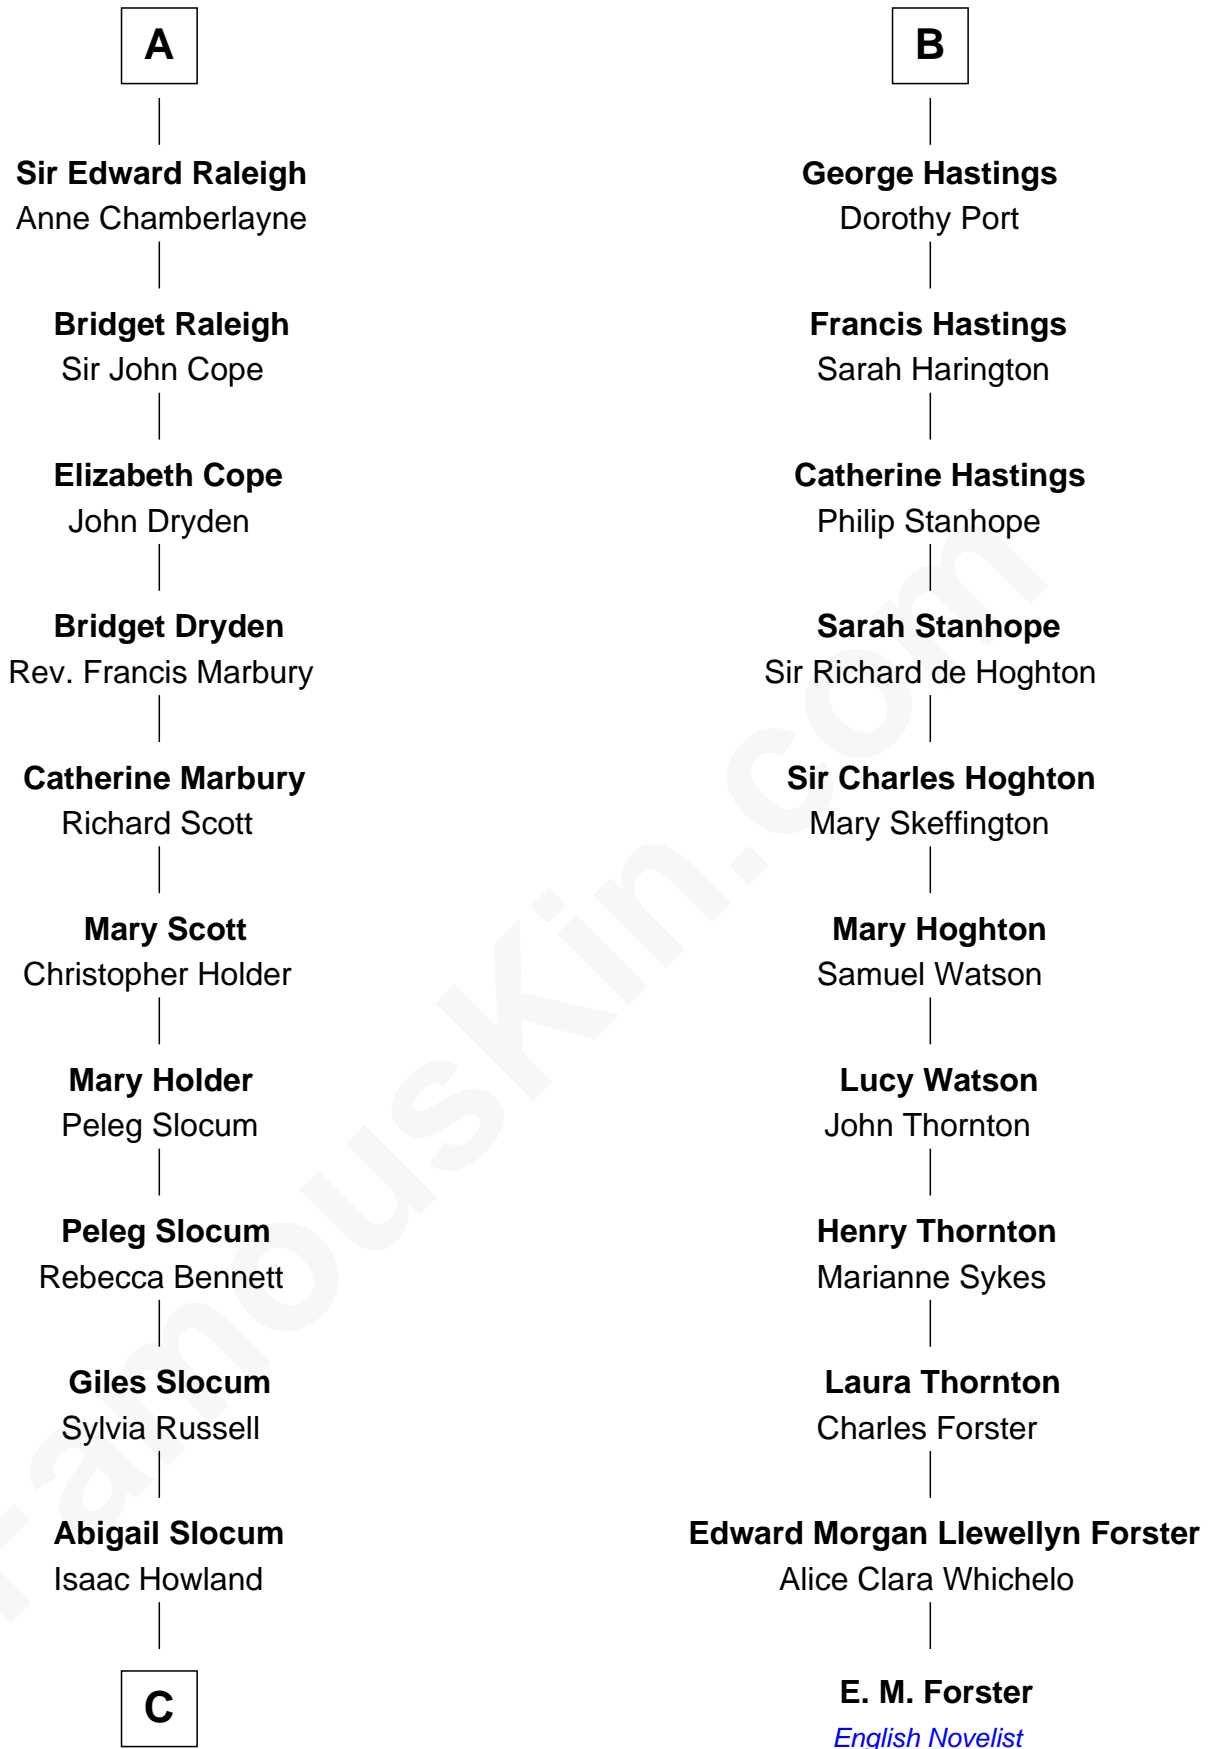 A
Sir Edward Raleigh
Anne Chamberlayne
Bridget Raleigh
Sir John Cope
Elizabeth Cope
John Dryden
Bridget Dryden
Rev. Francis Marbury
Catherine Marbury
Richard Scott
Mary Scott
Christopher Holder
Mary Holder
Peleg Slocum
Peleg Slocum
Rebecca Bennett
Giles Slocum
Sylvia Russell
Abigail Slocum
Isaac Howland
C
B
George Hastings
Dorothy Port
Francis Hastings
Sarah Harington
Catherine Hastings
Philip Stanhope
Sarah Stanhope
Sir Richard de Hoghton
Sir Charles Hoghton
Mary Skeffington
Mary Hoghton
Samuel Watson
Lucy Watson
John Thornton
Henry Thornton
Marianne Sykes
Laura Thornton
Charles Forster
Edward Morgan Llewellyn Forster
Alice Clara Whichelo
E. M. Forster
English Novelist
FamousKin.com